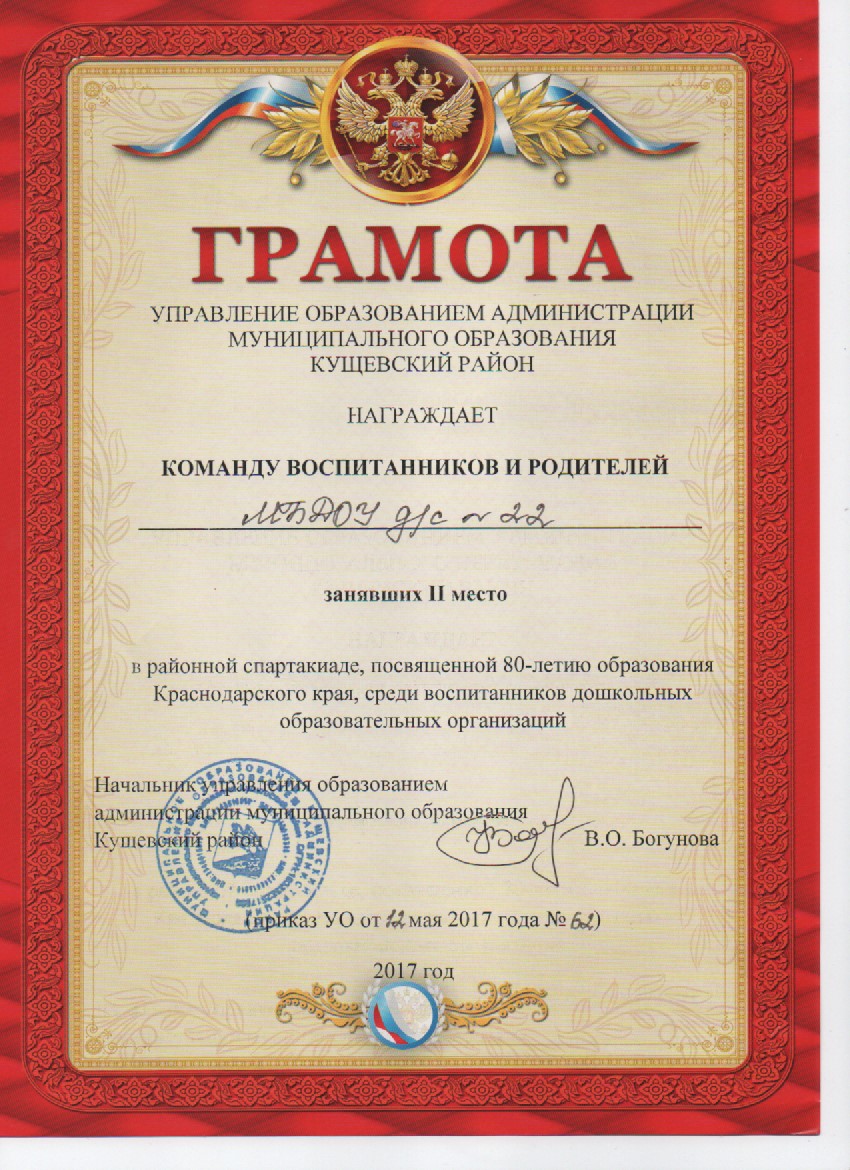 ГРАМОТА
УПРАВЛЕНИЕ ОБРАЗОВАНИЕМ АДМИНИСТРАЦИИ
МУНИЦИПАЛЬНОГО ОБРАЗОВАНИЯ
КУЩЕВСКИЙ РАЙОН
НАГРАЖДАЕТ
КОМАНДУ ВОСПИТАННИКОВ И РОДИТЕЛЕЙ
МБДОУ д/с № 22
занявших II место
в районной спартакиаде, посвященной 80-летию образования
Краснодарского края, среди воспитанников дошкольных
образовательных организаций
Начальник управления образованием
администрации муниципального образования
Кущевский район
В.О. Богунова
(приказ УО от 12 мая 2017 года № 62)
2017 год